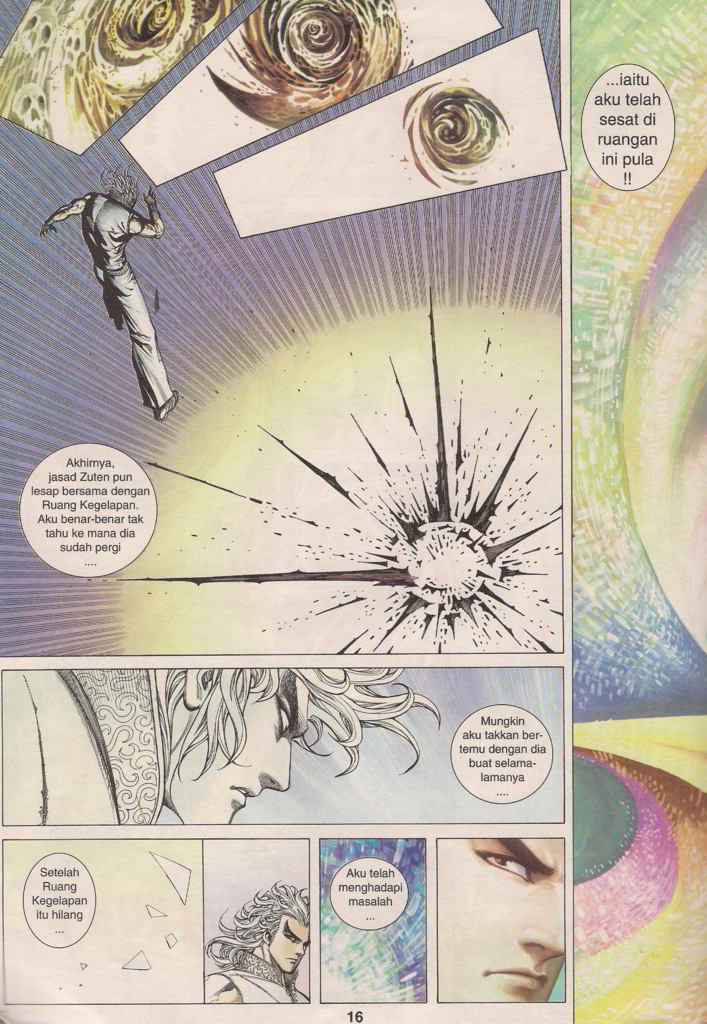 Akhirnya,
jasad Zuten pun
lesap bersama dengan
Ruang Kegelapan.
Aku benar-benar tak
tahu ke mana dia
sudah pergi
....
Mungkin
aku takkan ber-
temu dengan dia
buat selama-
lamanya
....
Setelah
Ruang
Kegelapan
itu hilang
...
Aku telah
menghadapi
masalah
...
...iaitu
aku telah
sesat di
ruangan
ini pula
!!
16